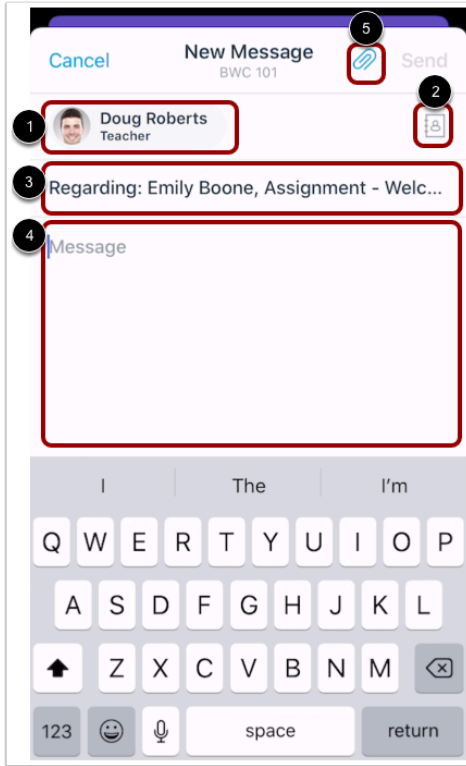 5
Cancel New Message Send
BWC 101
2
1 Doug Roberts
Teacher
3 Regarding: Emily Boone, Assignment - Welc...
4
Message
I The I'm
Q W E R T Y U I O P
A S D F G H J K L
Z X C V B N M
123 space return